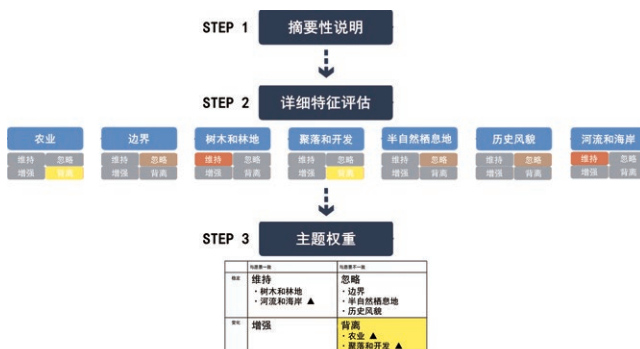 STEP 1 摘要性说明
STEP 2 详细特征评估
农业 边界 树木和林地 聚落和开发 半自然栖息地 历史风貌 河流和海岸
维持 忽略 维持 忽略 维持 忽略 维持 忽略 维持 忽略 维持 忽略 维持 忽略
增强 背离 增强 背离 增强 背离 增强 背离 增强 背离 增强 背离 增强 背离
STEP 3 主题权重
维持 忽略
·树木和林地 ·边界
·河流和海岸 ▲ ·半自然栖息地
·历史风貌
增强 背离
·农业 ▲
·聚落和开发 ▲